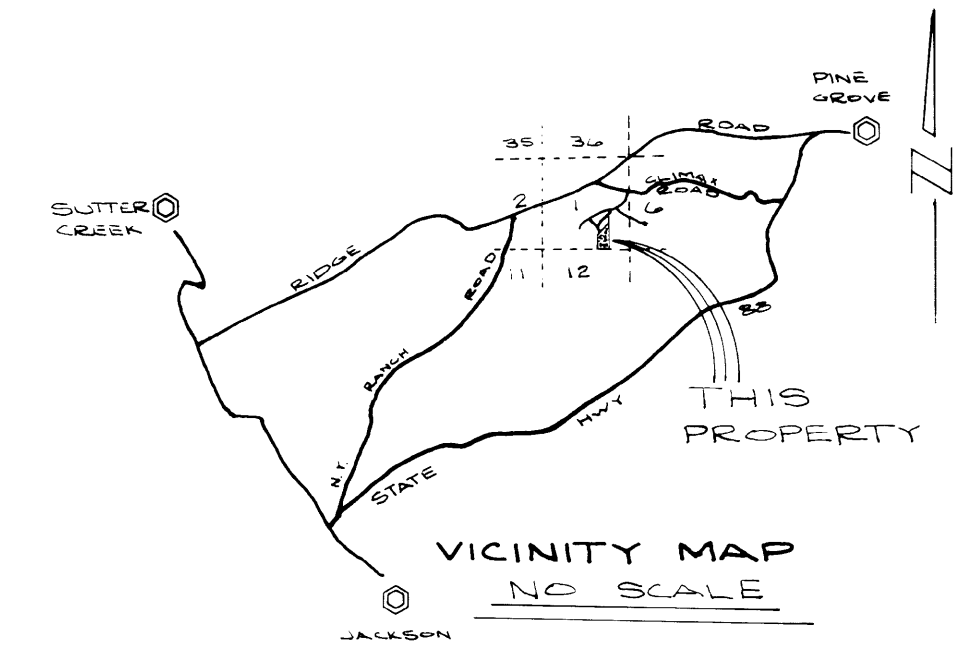 PINE
GROVE
ROAD
35 36
CLIMAX
ROAD
SUTTER
CREEK
2 1 6
RIDGE
ROAD
11 12
88
RANCH
THIS
PROPERTY
HWY
N.Y.
STATE
VICINITY MAP
NO SCALE
JACKSON
N